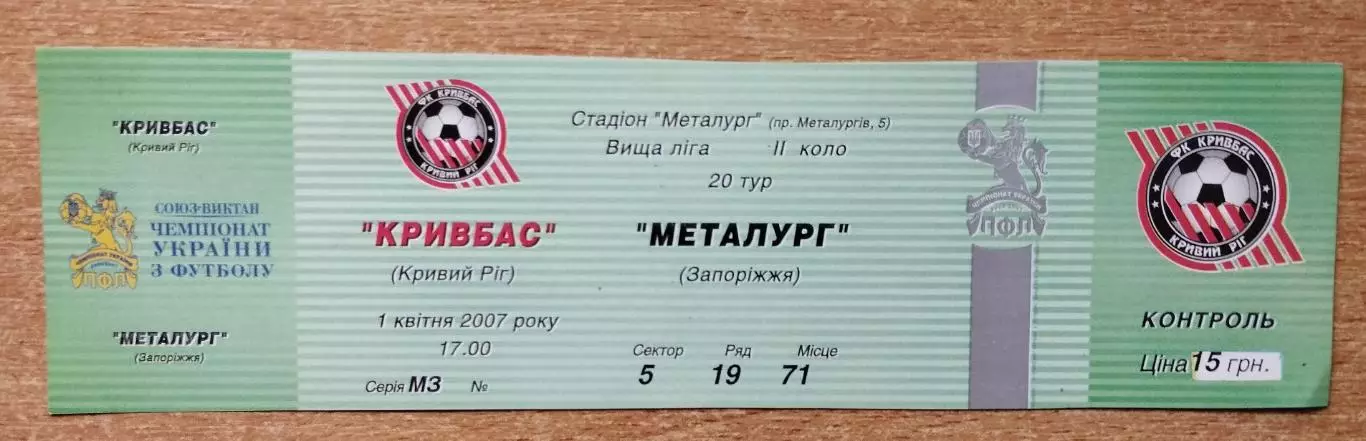 "КРИВБАС"
(Кривий Ріг)
СОЮЗ-ВИКТАН
ЧЕМПІОНАТ
УКРАЇНИ
З ФУТБОЛУ
ПФЛ
"МЕТАЛУРГ"
(Запоріжжя)
ФК КРИВБАС
КРИВИЙ РІГ
Стадіон "Металург" (пр. Металургів, 5)
Вища ліга II коло
20 тур
"КРИВБАС" "МЕТАЛУРГ"
(Кривий Ріг) (Запоріжжя)
1 квітня 2007 року
17.00
Сектор Ряд Місце
5 19 71
Серія МЗ №
ЧЕМПІОНАТ УКРАЇНИ
ПФЛ
ФК КРИВБАС
КРИВИЙ РІГ
КОНТРОЛЬ
Ціна 15 грн.